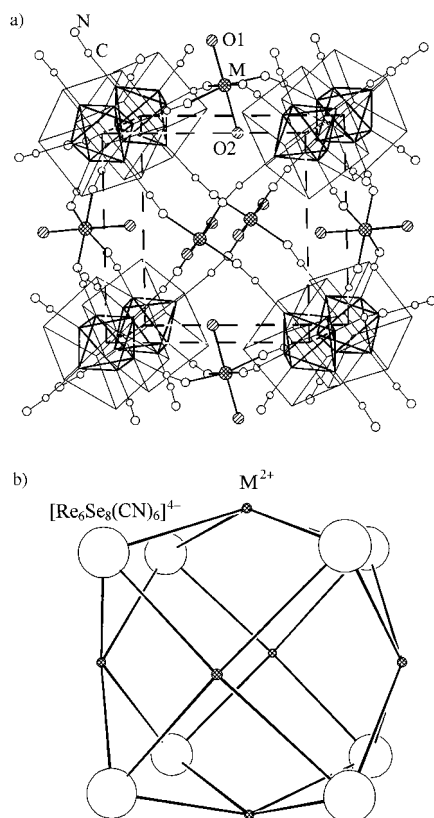 a)
N
C
O1
M
O2
b)
M²⁺
[Re₆Se₈(CN)₆]⁴⁻